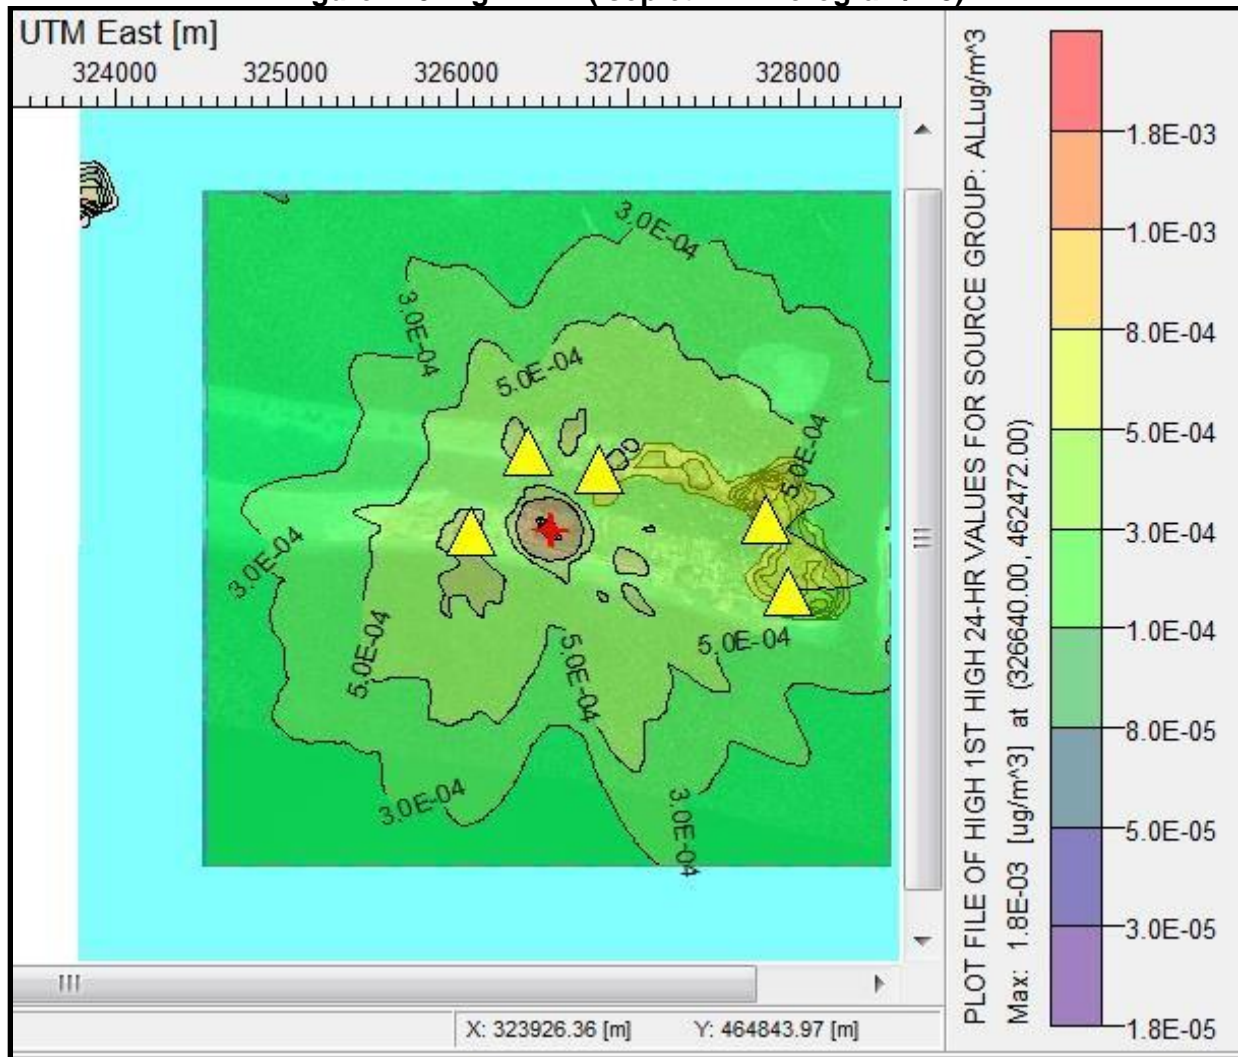 UTM East [m]
324000 325000 326000 327000 328000
3.0E-04
3.0E-04
5.0E-04
5.0E-04
3.0E-04
5.0E-04
5.0E-04
5.0E-04
3.0E-04
3.0E-04
X: 323926.36 [m] Y: 464843.97 [m]
PLOT FILE OF HIGH 1ST HIGH 24-HR VALUES FOR SOURCE GROUP: ALLug/m^3
Max: 1.8E-03 [ug/m^3] at (326640.00, 462472.00)
1.8E-03
1.0E-03
8.0E-04
5.0E-04
3.0E-04
1.0E-04
8.0E-05
5.0E-05
3.0E-05
1.8E-05